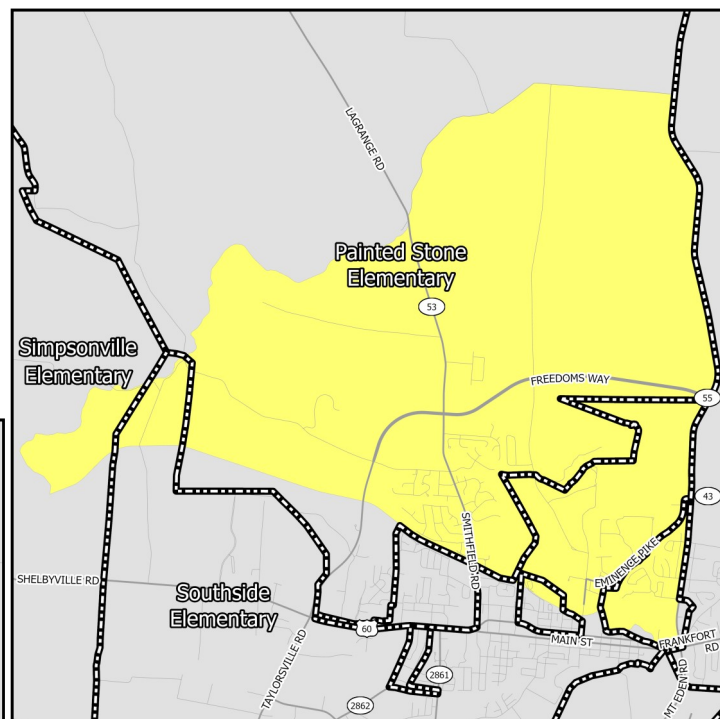 LAGRANGE RD
Painted Stone
Elementary
53
Simpsonville
Elementary
FREEDOMS WAY
55
43
SMITHFIELD RD
EMINENCE PIKE
SHELBYVILLE RD
Southside
Elementary
60
MAIN ST
FRANKFORT
RD
TAYLORSVILLE RD
2861
MT EDEN RD
2862